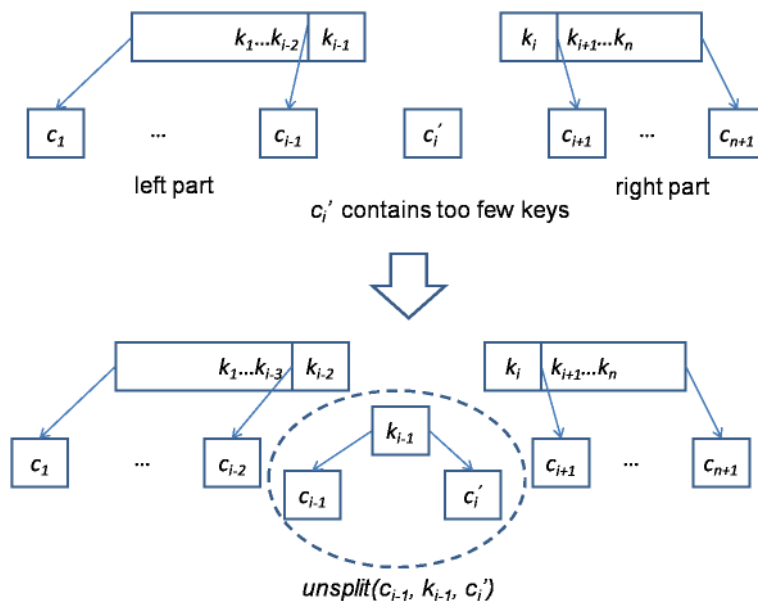 k₁...kᵢ₋₂ kᵢ₋₁ kᵢ kᵢ₊₁...kₙ
c₁ ... cᵢ₋₁ cᵢ′ cᵢ₊₁ ... cₙ₊₁
left part right part
cᵢ′ contains too few keys
k₁...kᵢ₋₃ kᵢ₋₂ kᵢ kᵢ₊₁...kₙ
kᵢ₋₁
c₁ ... cᵢ₋₂ cᵢ₊₁ ... cₙ₊₁
cᵢ₋₁ cᵢ′
unsplit(cᵢ₋₁, kᵢ₋₁, cᵢ′)